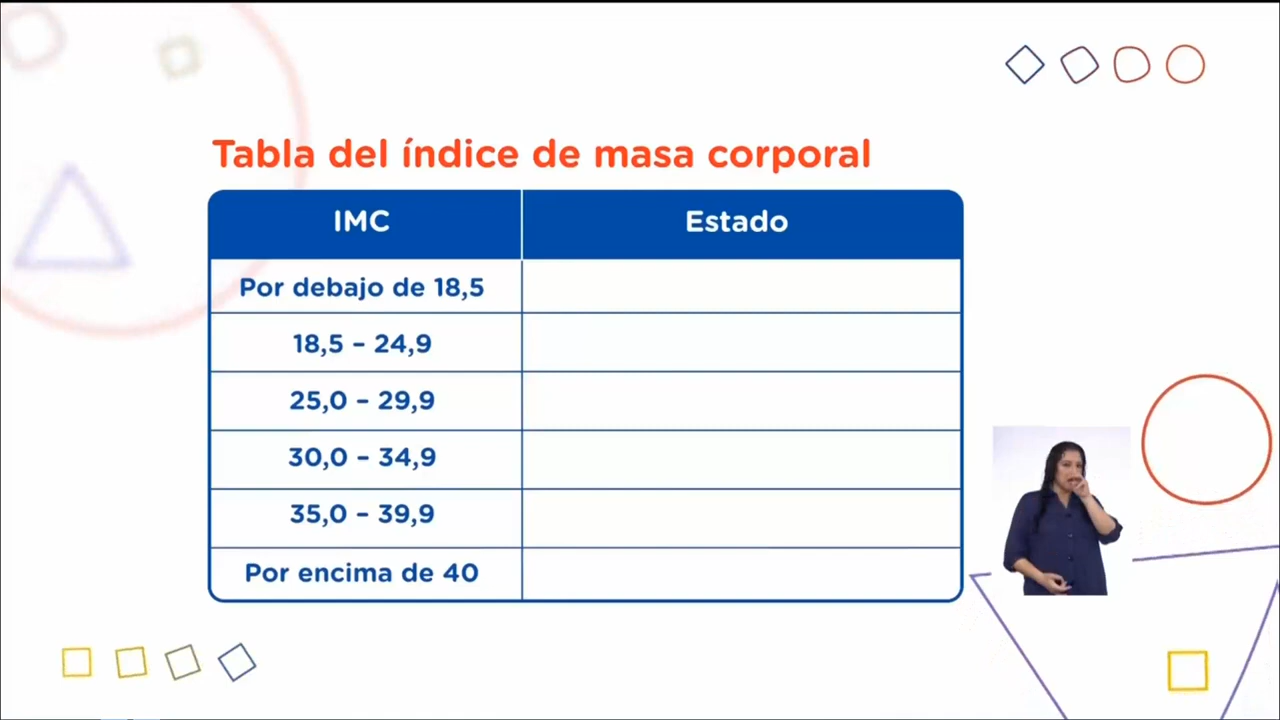 Tabla del índice de masa corporal
IMC Estado
Por debajo de 18,5
18,5 – 24,9
25,0 – 29,9
30,0 – 34,9
35,0 – 39,9
Por encima de 40